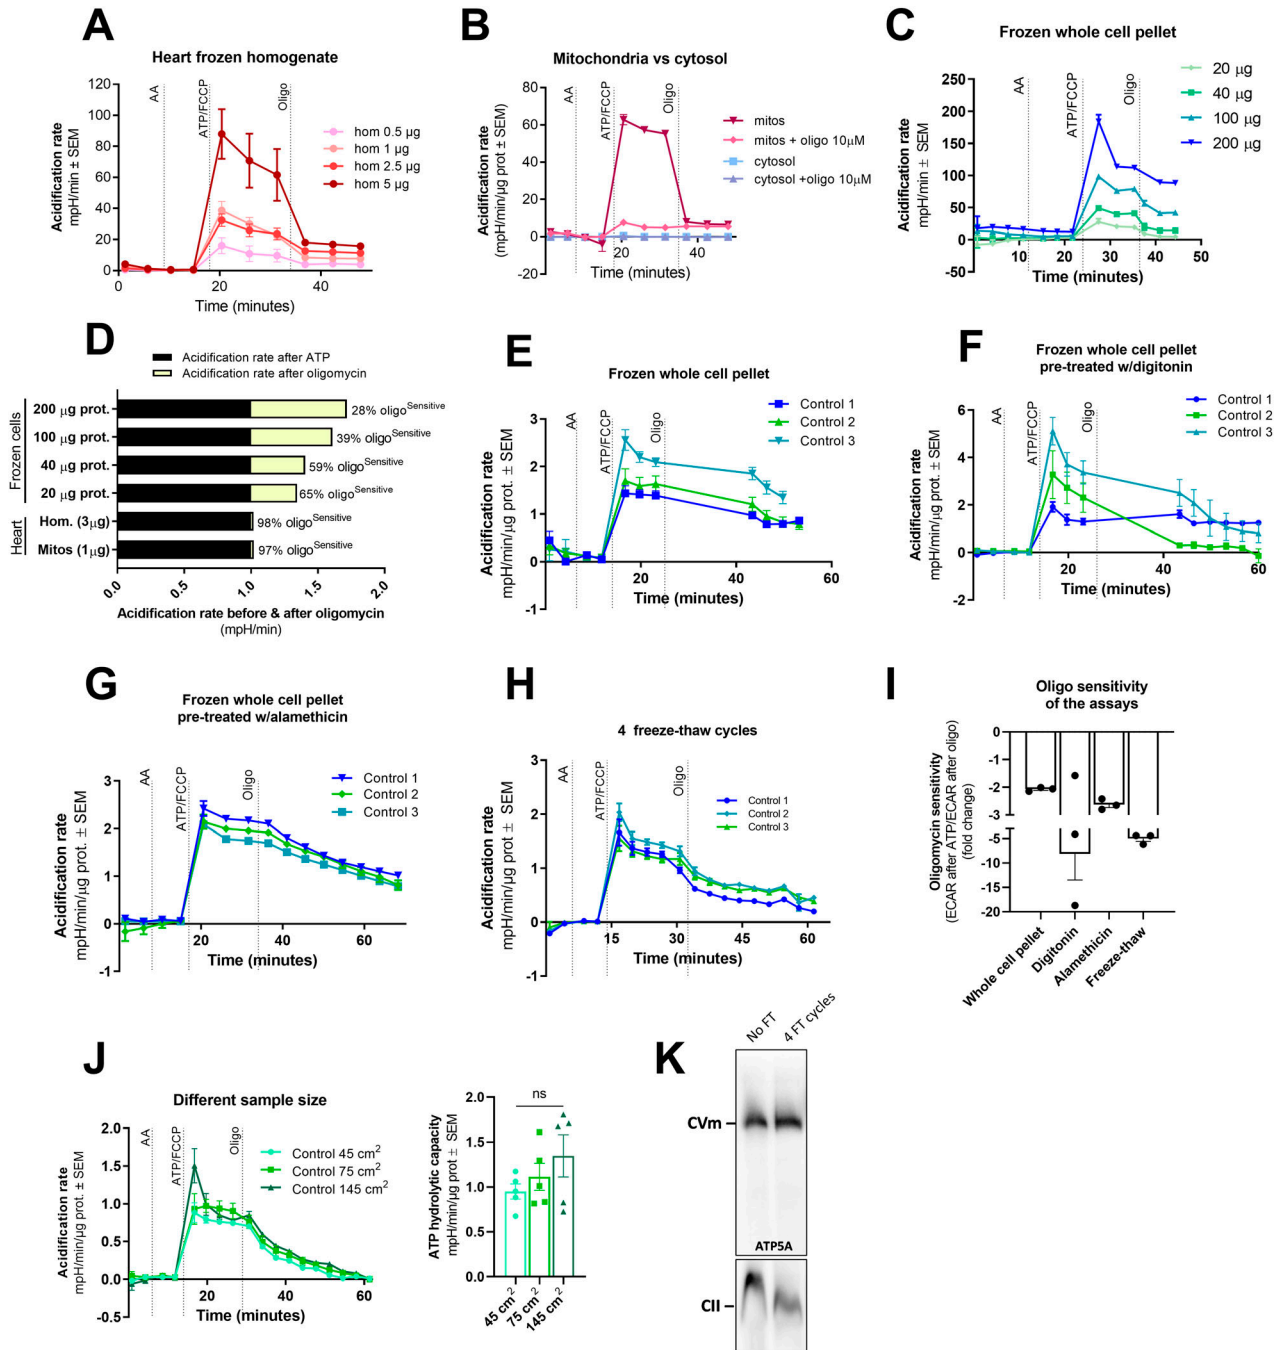 A
Heart frozen homogenate
Acidification rate
mpH/min ± SEM
120
100
80
60
40
20
0
0
20
40
Time (minutes)
AA
ATP/FCCP
Oligo
hom 0.5 µg
hom 1 µg
hom 2.5 µg
hom 5 µg
B
Mitochondria vs cytosol
Acidification rate
(mpH/min/µg prot ± SEM)
80
60
40
20
0
-20
20
40
Time (minutes)
AA
ATP/FCCP
Oligo
mitos
mitos + oligo 10µM
cytosol
cytosol +oligo 10µM
C
Frozen whole cell pellet
Acidification rate
mpH/min ± SEM
250
200
150
100
50
0
-50
10
20
30
40
50
Time (minutes)
AA
ATP/FCCP
Oligo
20 µg
40 µg
100 µg
200 µg
D
Acidification rate after ATP
Acidification rate after oligomycin
Frozen cells
Heart
200 µg prot.
100 µg prot.
40 µg prot.
20 µg prot.
Hom. (3µg)
Mitos (1µg)
28% oligoSensitive
39% oligoSensitive
59% oligoSensitive
65% oligoSensitive
98% oligoSensitive
97% oligoSensitive
0.0
0.5
1.0
1.5
2.0
Acidification rate before & after oligomycin
(mpH/min)
E
Frozen whole cell pellet
Acidification rate
mpH/min/µg prot. ± SEM
3
2
1
0
-1
20
40
60
Time (minutes)
AA
ATP/FCCP
Oligo
Control 1
Control 2
Control 3
F
Frozen whole cell pellet
pre-treated w/digitonin
Acidification rate
mpH/min/µg prot. ± SEM
6
4
2
0
-2
20
40
60
Time (minutes)
AA
ATP/FCCP
Oligo
Control 1
Control 2
Control 3
G
Frozen whole cell pellet
pre-treated w/alamethicin
Acidification rate
mpH/min/µg prot. ± SEM
3
2
1
0
-1
20
40
60
Time (minutes)
AA
ATP/FCCP
Oligo
Control 1
Control 2
Control 3
H
4 freeze-thaw cycles
Acidification rate
mpH/min/µg prot ± SEM
3
2
1
0
-1
15
30
45
60
Time (minutes)
AA
ATP/FCCP
Oligo
Control 1
Control 2
Control 3
I
Oligo sensitivity
of the assays
Oligomycin sensitivity
(ECAR after ATP/ECAR after oligo)
(fold change)
0
-1
-2
-3
-5
-10
-15
-20
Whole cell pellet
Digitonin
Alamethicin
Freeze-thaw
J
Different sample size
Acidification rate
mpH/min/µg prot. ± SEM
2.0
1.5
1.0
0.5
0.0
-0.5
20
40
60
Time (minutes)
AA
ATP/FCCP
Oligo
Control 45 cm2
Control 75 cm2
Control 145 cm2
ATP hydrolytic capacity
mpH/min/µg prot ± SEM
2.0
1.5
1.0
0.5
0.0
ns
45 cm2
75 cm2
145 cm2
K
No FT
4 FT cycles
CVm
ATP5A
CII